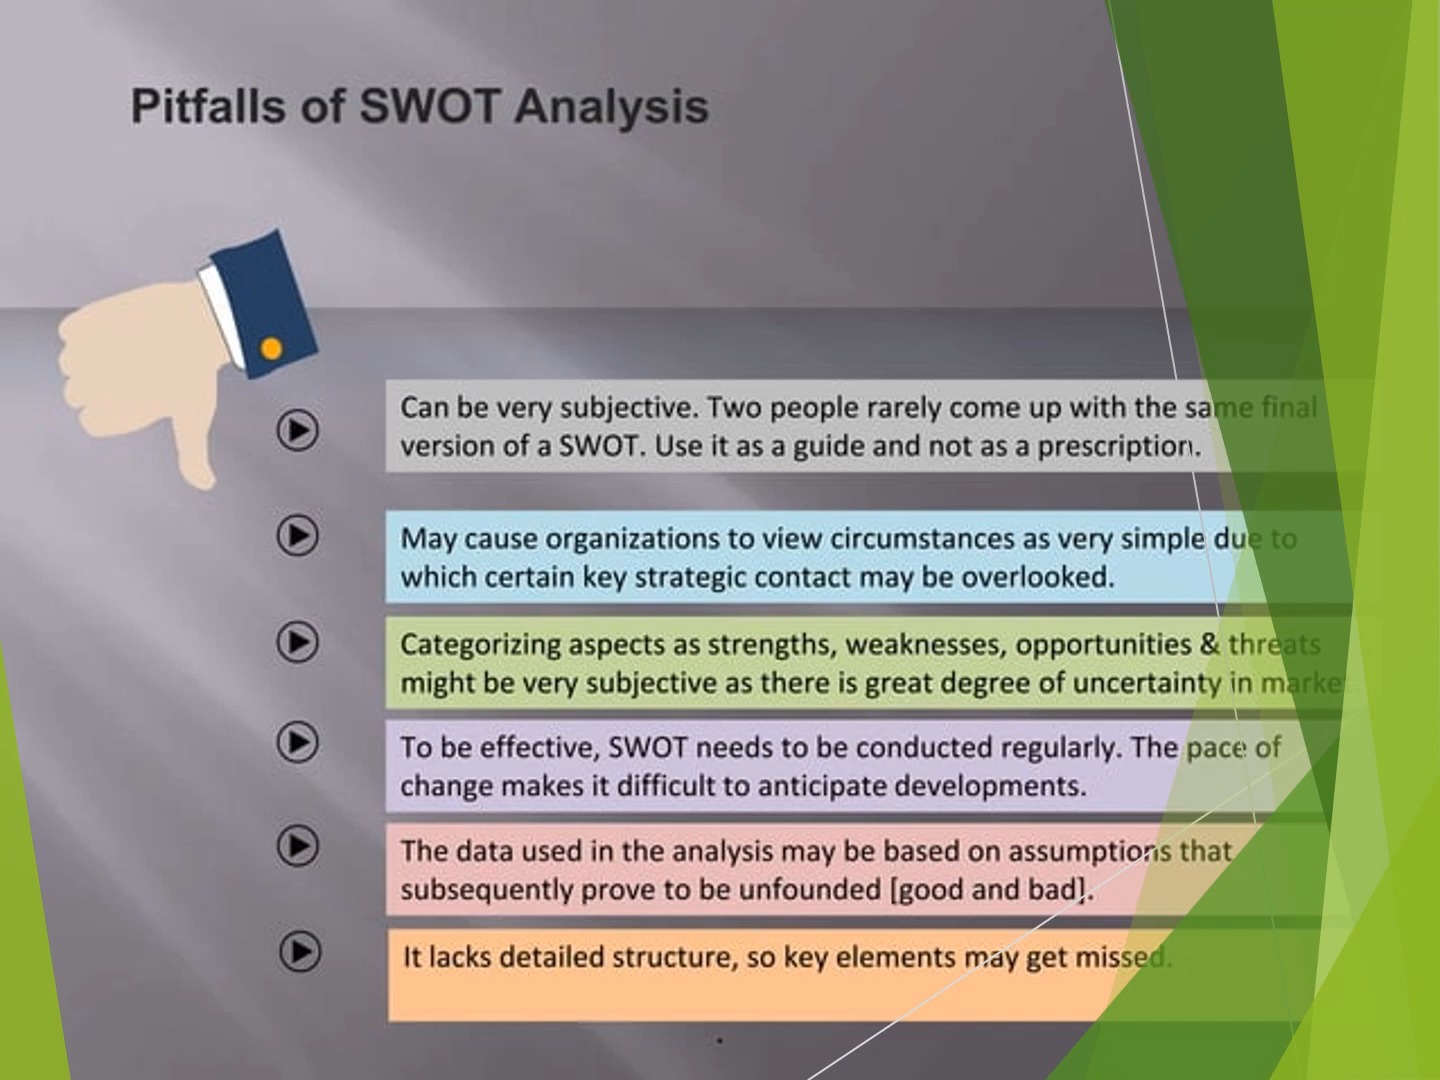 Pitfalls of SWOT Analysis
Can be very subjective. Two people rarely come up with the same final
version of a SWOT. Use it as a guide and not as a prescription.
May cause organizations to view circumstances as very simple due to
which certain key strategic contact may be overlooked.
Categorizing aspects as strengths, weaknesses, opportunities & threats
might be very subjective as there is great degree of uncertainty in
To be effective, SWOT needs to be conducted regularly. The pace of
change makes it difficult to anticipate developments.
The data used in the analysis may be based on assumptions that
subsequently prove to be unfounded [good and bad].
It lacks detailed structure, so key elements may get missed.